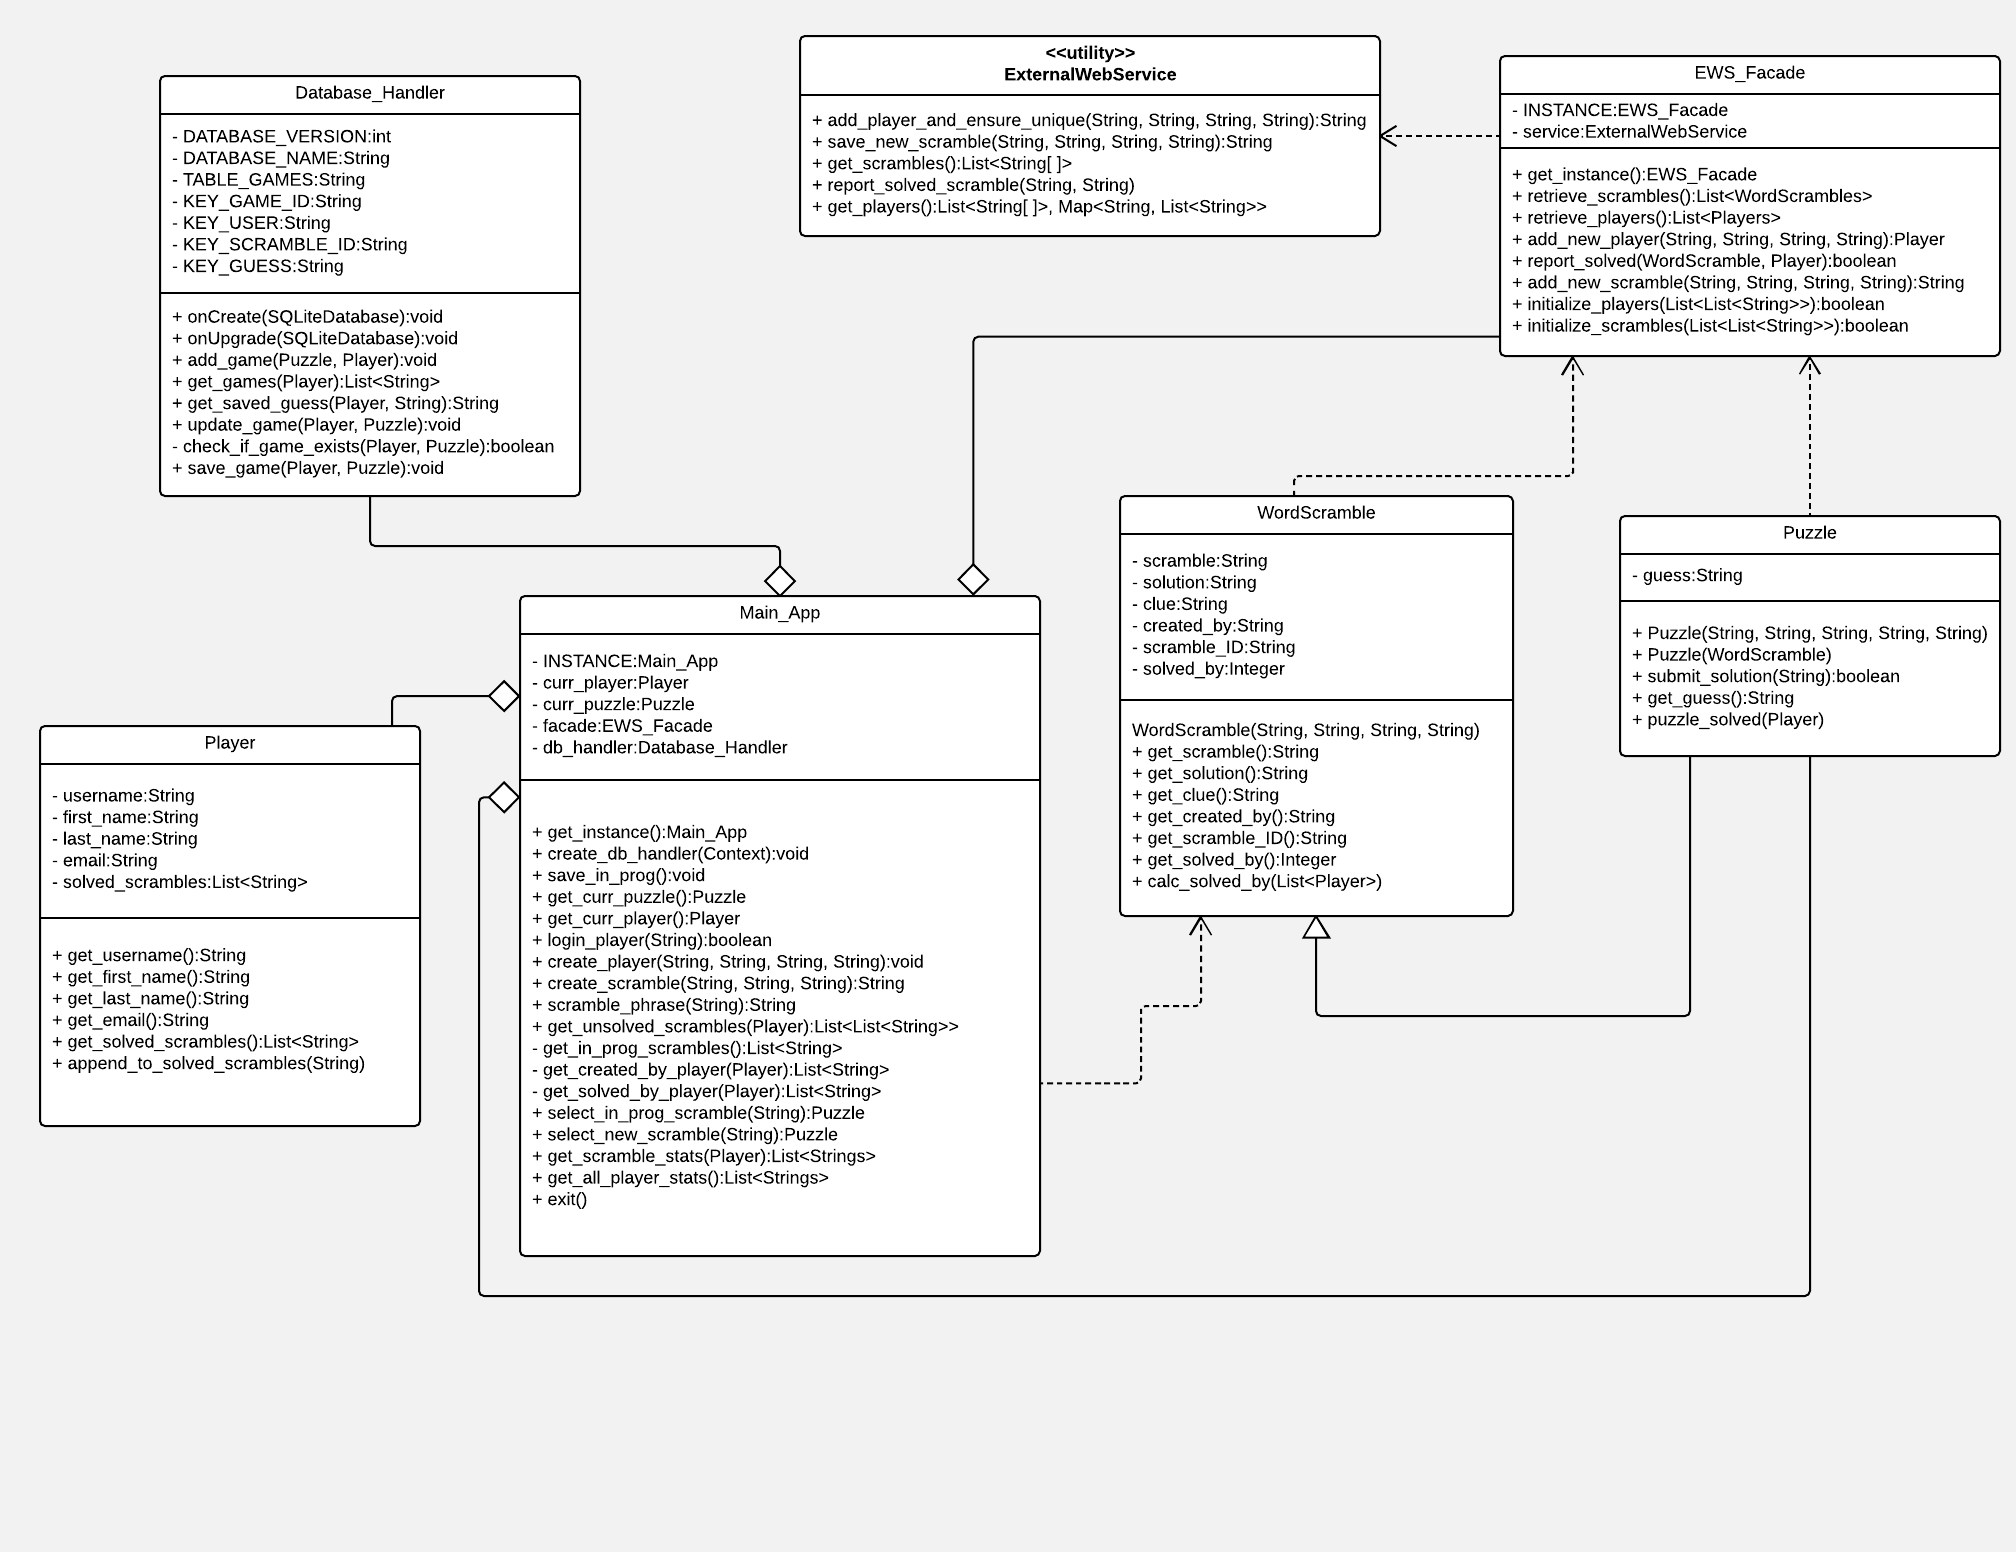 Database_Handler
- DATABASE_VERSION:int
- DATABASE_NAME:String
- TABLE_GAMES:String
- KEY_GAME_ID:String
- KEY_USER:String
- KEY_SCRAMBLE_ID:String
- KEY_GUESS:String
+ onCreate(SQLiteDatabase):void
+ onUpgrade(SQLiteDatabase):void
+ add_game(Puzzle, Player):void
+ get_games(Player):List<String>
+ get_saved_guess(Player, String):String
+ update_game(Player, Puzzle):void
- check_if_game_exists(Player, Puzzle):boolean
+ save_game(Player, Puzzle):void
<<utility>>
ExternalWebService
+ add_player_and_ensure_unique(String, String, String, String):String
+ save_new_scramble(String, String, String, String):String
+ get_scrambles():List<String[ ]>
+ report_solved_scramble(String, String)
+ get_players():List<String[ ]>, Map<String, List<String>>
EWS_Facade
- INSTANCE:EWS_Facade
- service:ExternalWebService
+ get_instance():EWS_Facade
+ retrieve_scrambles():List<WordScrambles>
+ retrieve_players():List<Players>
+ add_new_player(String, String, String, String):Player
+ report_solved(WordScramble, Player):boolean
+ add_new_scramble(String, String, String, String):String
+ initialize_players(List<List<String>>):boolean
+ initialize_scrambles(List<List<String>>):boolean
Player
- username:String
- first_name:String
- last_name:String
- email:String
- solved_scrambles:List<String>
+ get_username():String
+ get_first_name():String
+ get_last_name():String
+ get_email():String
+ get_solved_scrambles():List<String>
+ append_to_solved_scrambles(String)
Main_App
- INSTANCE:Main_App
- curr_player:Player
- curr_puzzle:Puzzle
- facade:EWS_Facade
- db_handler:Database_Handler
+ get_instance():Main_App
+ create_db_handler(Context):void
+ save_in_prog():void
+ get_curr_puzzle():Puzzle
+ get_curr_player():Player
+ login_player(String):boolean
+ create_player(String, String, String, String):void
+ create_scramble(String, String, String):String
+ scramble_phrase(String):String
+ get_unsolved_scrambles(Player):List<List<String>>
- get_in_prog_scrambles():List<String>
- get_created_by_player(Player):List<String>
- get_solved_by_player(Player):List<String>
+ select_in_prog_scramble(String):Puzzle
+ select_new_scramble(String):Puzzle
+ get_scramble_stats(Player):List<Strings>
+ get_all_player_stats():List<Strings>
+ exit()
WordScramble
- scramble:String
- solution:String
- clue:String
- created_by:String
- scramble_ID:String
- solved_by:Integer
WordScramble(String, String, String, String)
+ get_scramble():String
+ get_solution():String
+ get_clue():String
+ get_created_by():String
+ get_scramble_ID():String
+ get_solved_by():Integer
+ calc_solved_by(List<Player>)
Puzzle
- guess:String
+ Puzzle(String, String, String, String, String)
+ Puzzle(WordScramble)
+ submit_solution(String):boolean
+ get_guess():String
+ puzzle_solved(Player)